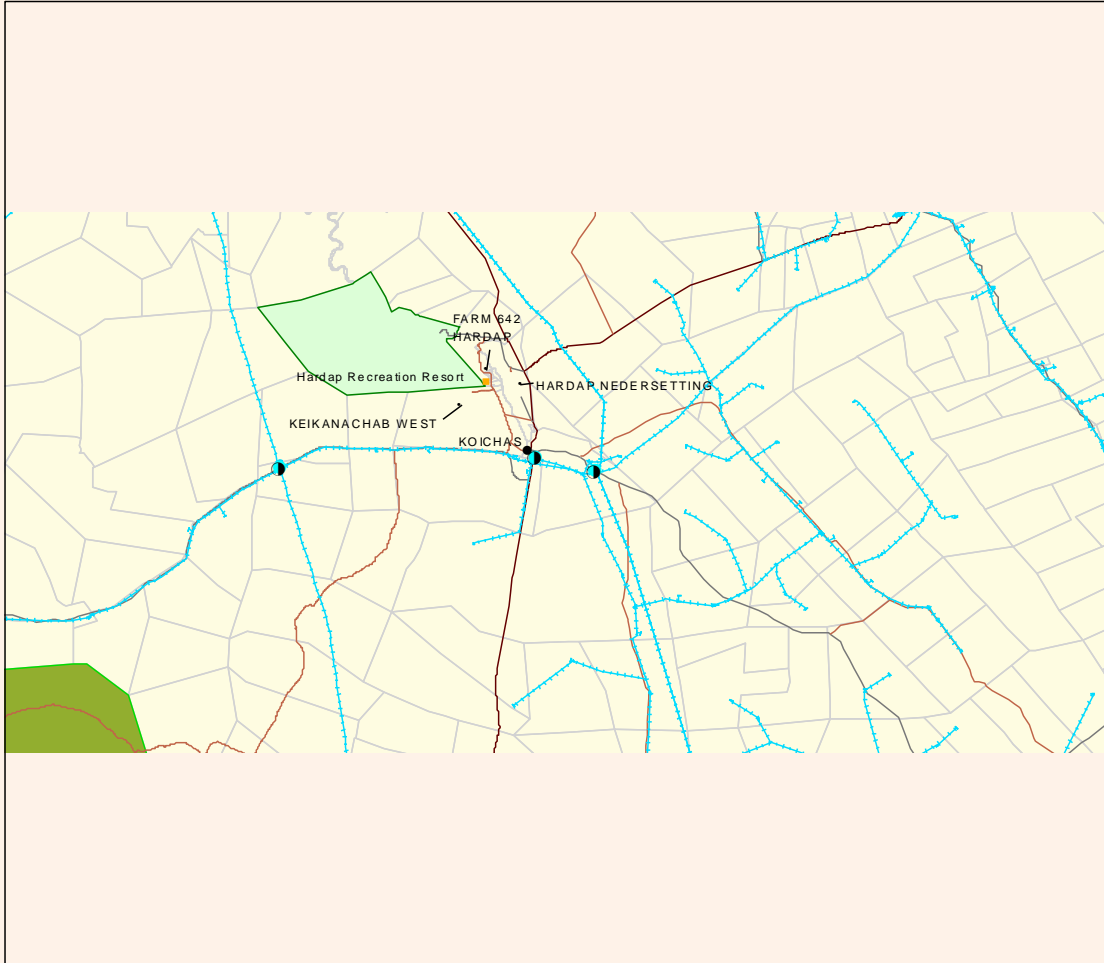 FARM 642
HARDAP
Hardap Recreation Resort
HARDAP NEDERSETTING
KEIKANACHAB WEST
KOICHAS